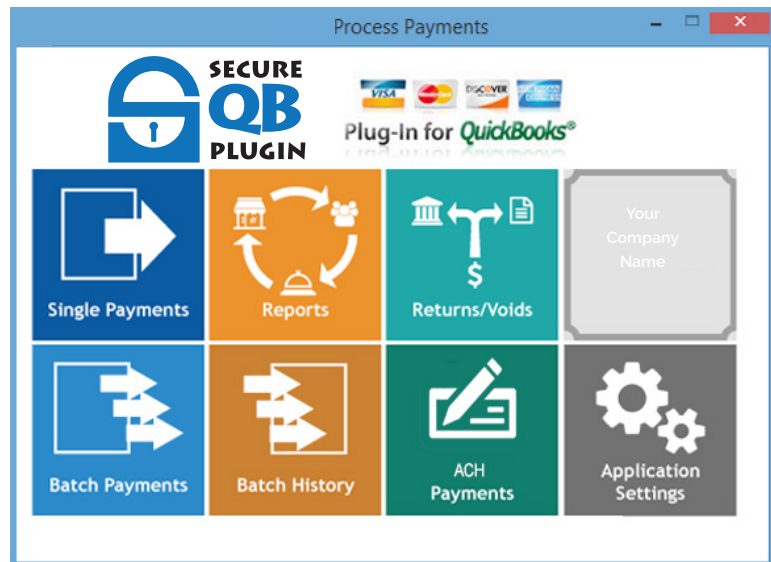 Process Payments
SECURE
QB
PLUGIN
VISA DISCOVER
Plug-In for QuickBooks®
Single Payments
Reports
$
Returns/Voids
Your
Company
Name
Batch Payments
Batch History
ACH
Payments
Application
Settings